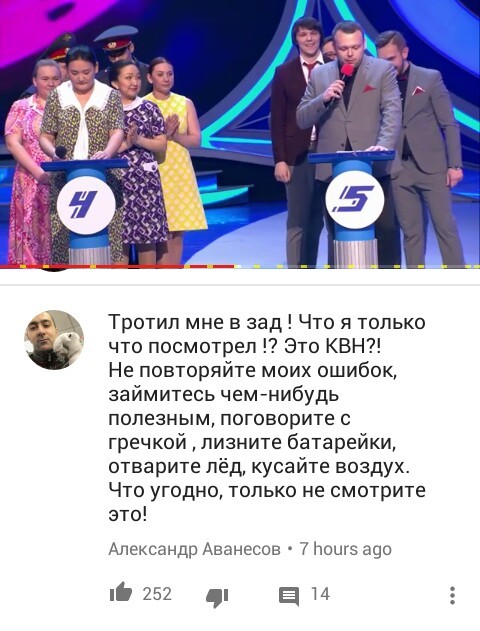 4
5
Тротил мне в зад ! Что я только
что посмотрел !? Это КВН?!
Не повторяйте моих ошибок,
займитесь чем-нибудь
полезным, поговорите с
гречкой , лизните батарейки,
отварите лёд, кусайте воздух.
Что угодно, только не смотрите
это!
Александр Аванесов • 7 hours ago
252
14